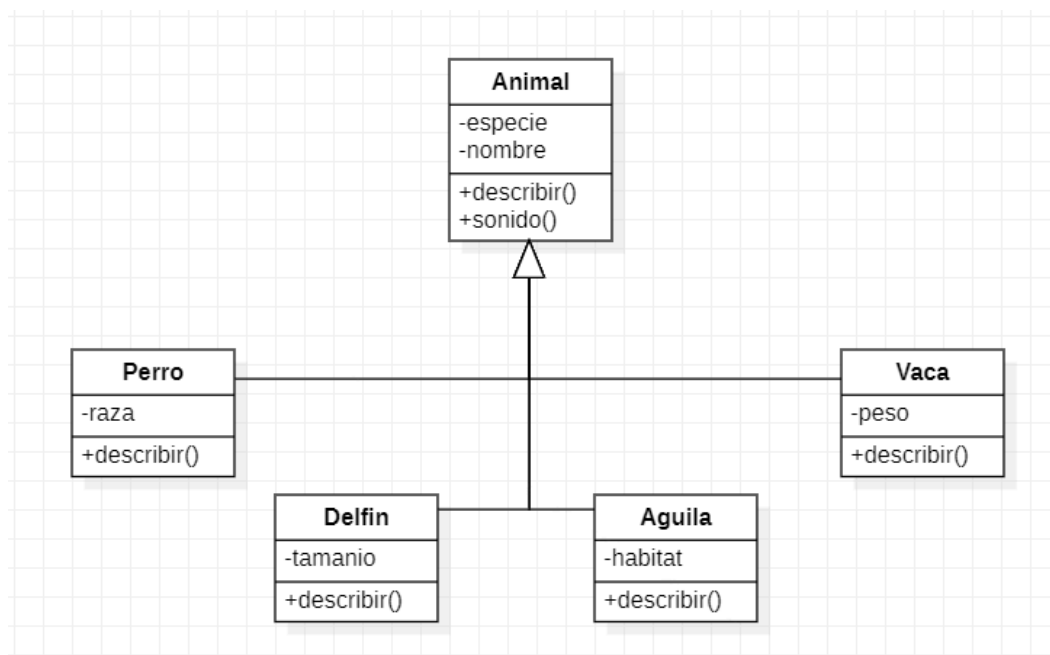 Animal
-especie
-nombre
+describir()
+sonido()
Perro
-raza
+describir()
Vaca
-peso
+describir()
Delfin
-tamanio
+describir()
Aguila
-habitat
+describir()